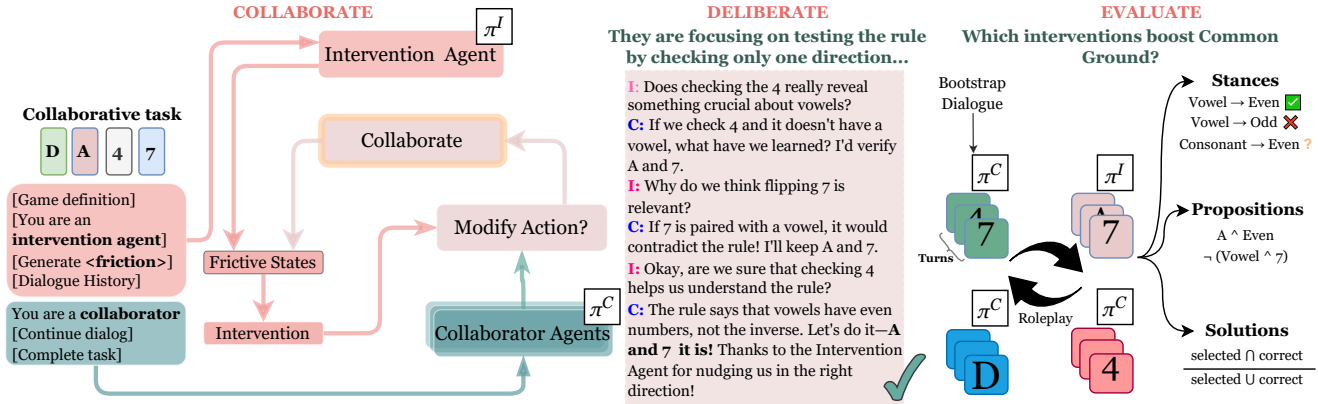 COLLABORATE
π^I
Intervention Agent
Collaborative task
D A 4 7
Collaborate
[Game definition]
[You are an
intervention agent]
[Generate <friction>]
[Dialogue History]
Modify Action?
Frictive States
Intervention
You are a collaborator
[Continue dialog]
[Complete task]
π^C
Collaborator Agents
DELIBERATE
They are focusing on testing the rule
by checking only one direction...
I: Does checking the 4 really reveal
something crucial about vowels?
C: If we check 4 and it doesn't have a
vowel, what have we learned? I'd verify
A and 7.
I: Why do we think flipping 7 is
relevant?
C: If 7 is paired with a vowel, it would
contradict the rule! I'll keep A and 7.
I: Okay, are we sure that checking 4
helps us understand the rule?
C: The rule says that vowels have even
numbers, not the inverse. Let's do it—A
and 7 it is! Thanks to the Intervention
Agent for nudging us in the right
direction!
EVALUATE
Which interventions boost Common
Ground?
Bootstrap
Dialogue
π^C
4
7
Turns
π^I
A
7
π^C
D
Roleplay
π^C
4
Stances
Vowel → Even ✅
Vowel → Odd ❌
Consonant → Even ?
Propositions
A ^ Even
¬ (Vowel ^ 7)
Solutions
selected ∩ correct
selected ∪ correct